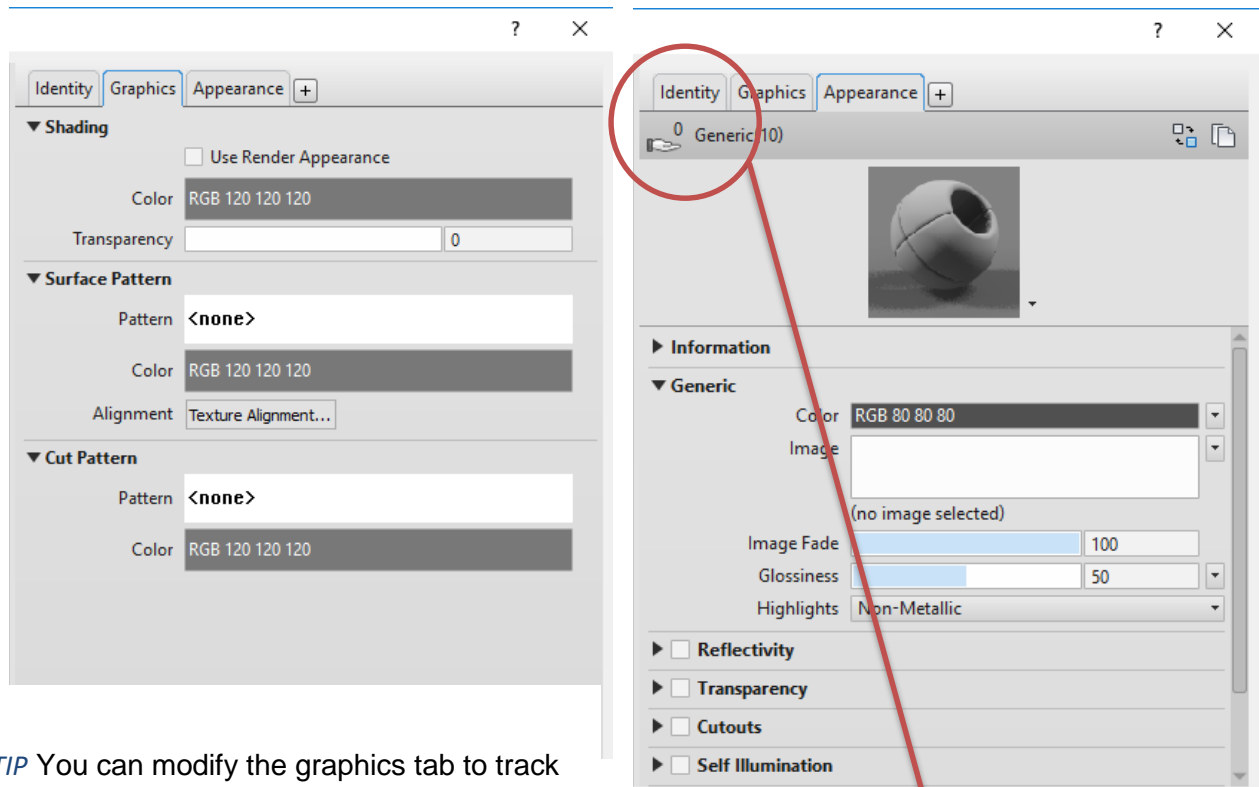 ?
Identity Graphics Appearance +
Shading
Use Render Appearance
Color RGB 120 120 120
Transparency 0
Surface Pattern
Pattern <none>
Color RGB 120 120 120
Alignment Texture Alignment...
Cut Pattern
Pattern <none>
Color RGB 120 120 120
TIP You can modify the graphics tab to track
?
Identity Graphics Appearance +
0 Generic(10)
Information
Generic
Color RGB 80 80 80
Image
(no image selected)
Image Fade 100
Glossiness 50
Highlights Non-Metallic
Reflectivity
Transparency
Cutouts
Self Illumination